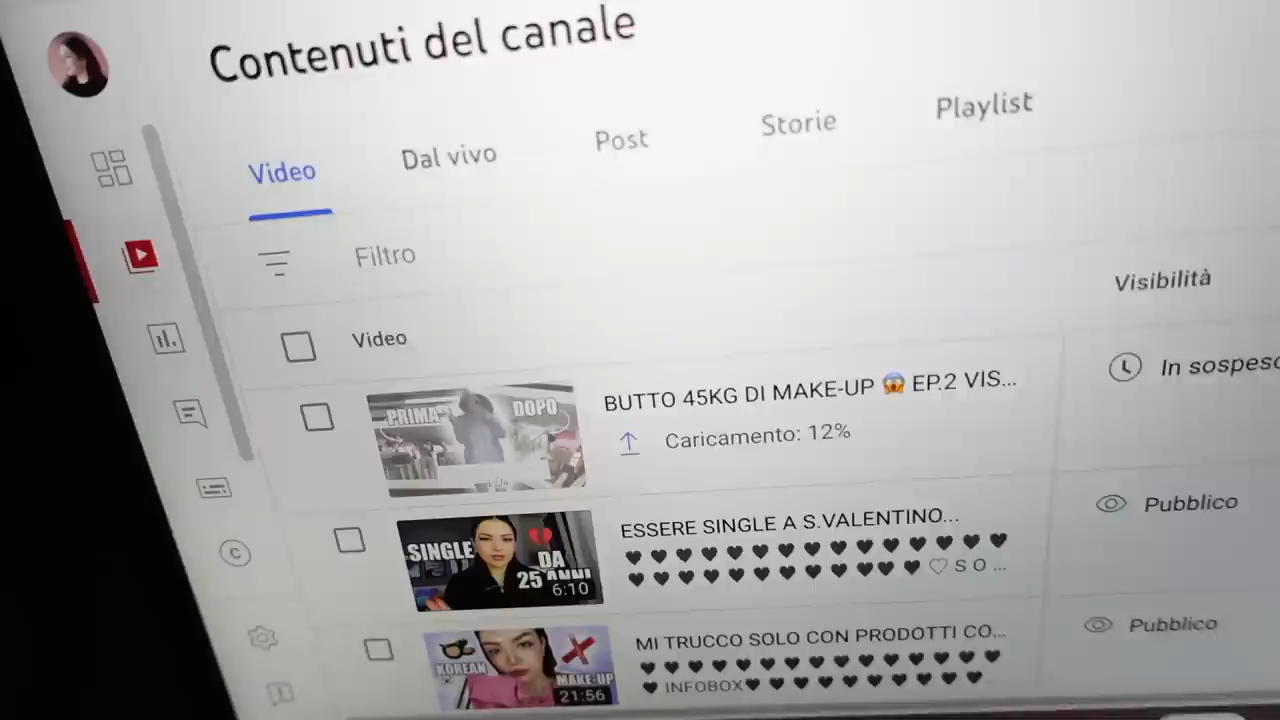 Contenuti del canale
Video
Dal vivo
Post
Storie
Playlist
Filtro
Video
Visibilità
PRIMA
DOPO
BUTTO 45KG DI MAKE-UP 😱 EP.2 VIS...
Caricamento: 12%
In sospeso
SINGLE
DA
25 ANNI
6:10
ESSERE SINGLE A S.VALENTINO...
♥ ♥ ♥ ♥ ♥ ♥ ♥ ♥ ♥ ♥ ♥ ♥ ♥ ♥ ♥
♥ ♥ ♥ ♥ ♥ ♥ ♥ ♥ ♥ ♥ ♥ ♥ ♡ S O ...
Pubblico
KOREAN
MAKE-UP
21:56
MI TRUCCO SOLO CON PRODOTTI CO...
♥ ♥ ♥ ♥ ♥ ♥ ♥ ♥ ♥ ♥ ♥ ♥ ♥ ♥ ♥
♥ INFOBOX♥ ♥ ♥ ♥ ♥ ♥ ♥ ♥ ♥ ♥
Pubblico